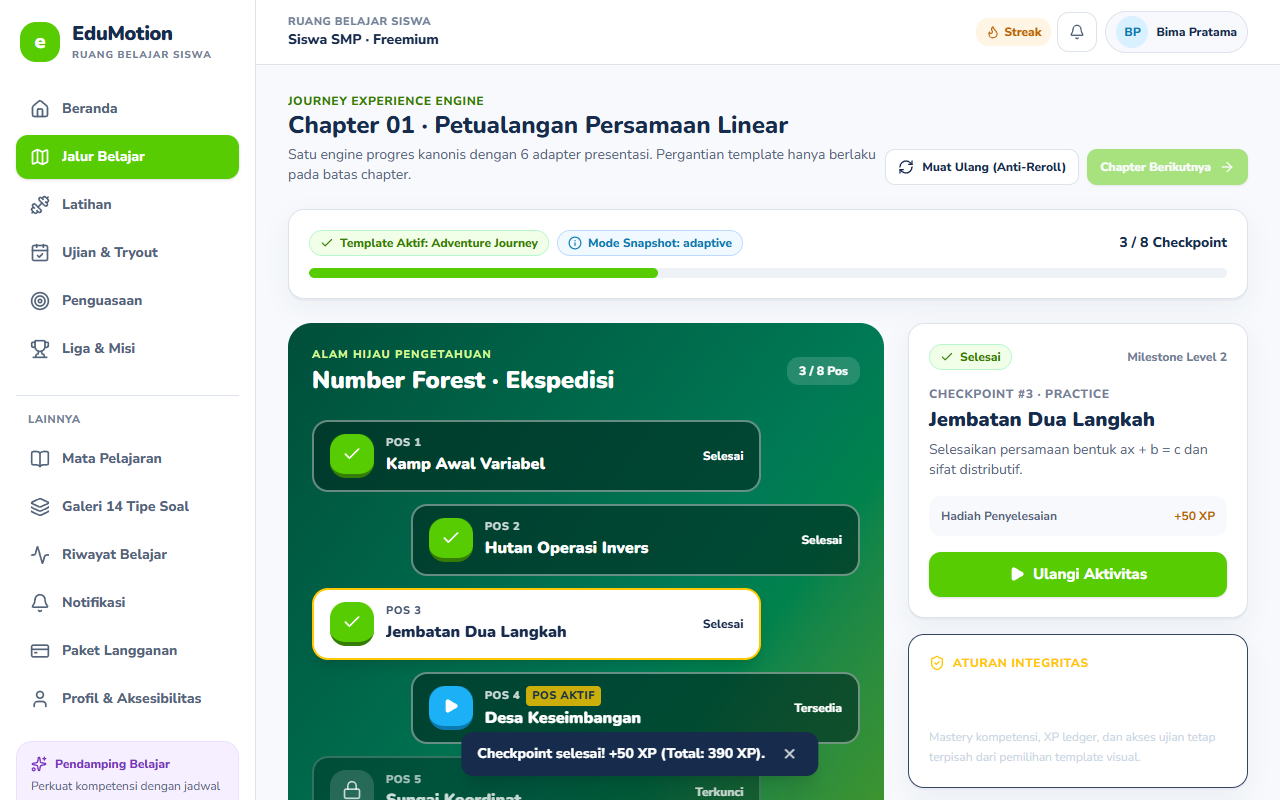 e
EduMotion
RUANG BELAJAR SISWA
Beranda
Jalur Belajar
Latihan
Ujian & Tryout
Penguasaan
Liga & Misi
LAINNYA
Mata Pelajaran
Galeri 14 Tipe Soal
Riwayat Belajar
Notifikasi
Paket Langganan
Profil & Aksesibilitas
Pendamping Belajar
Perkuat kompetensi dengan jadwal
RUANG BELAJAR SISWA
Siswa SMP · Freemium
Streak
BP
Bima Pratama
JOURNEY EXPERIENCE ENGINE
Chapter 01 · Petualangan Persamaan Linear
Satu engine progres kanonis dengan 6 adapter presentasi. Pergantian template hanya berlaku
pada batas chapter.
Muat Ulang (Anti-Reroll)
Chapter Berikutnya
Template Aktif: Adventure Journey
Mode Snapshot: adaptive
3 / 8 Checkpoint
ALAM HIJAU PENGETAHUAN
Number Forest · Ekspedisi
3 / 8 Pos
POS 1
Kamp Awal Variabel
Selesai
POS 2
Hutan Operasi Invers
Selesai
POS 3
Jembatan Dua Langkah
Selesai
POS 4 POS AKTIF
Desa Keseimbangan
Tersedia
POS 5
Sungai Koordinat
Terkunci
Checkpoint selesai! +50 XP (Total: 390 XP).
Selesai
Milestone Level 2
CHECKPOINT #3 · PRACTICE
Jembatan Dua Langkah
Selesaikan persamaan bentuk ax + b = c dan
sifat distributif.
Hadiah Penyelesaian
+50 XP
Ulangi Aktivitas
ATURAN INTEGRITAS
Mastery kompetensi, XP ledger, dan akses ujian tetap
terpisah dari pemilihan template visual.